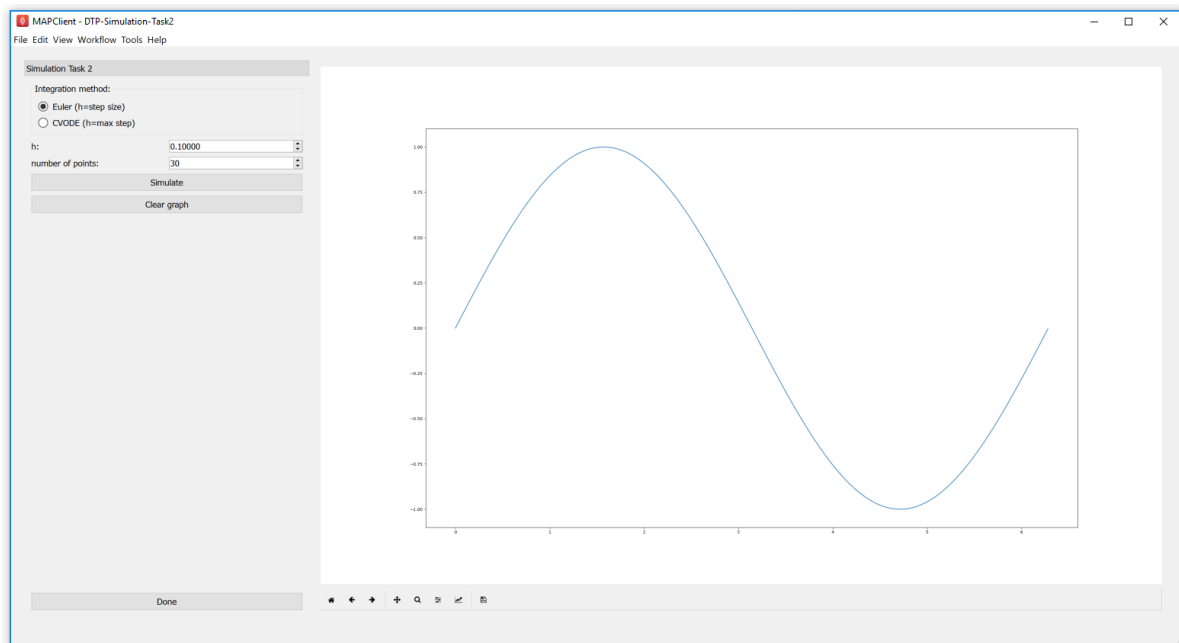 MAPClient - DTP-Simulation-Task2
File Edit View Workflow Tools Help
Simulation Task 2
Integration method:
Euler (h=step size)
CVODE (h=max step)
h: 0.10000
number of points: 30
Simulate
Clear graph
Done
1.00
0.75
0.50
0.25
0.00
−0.25
−0.50
−0.75
−1.00
0 1 2 3 4 5 6